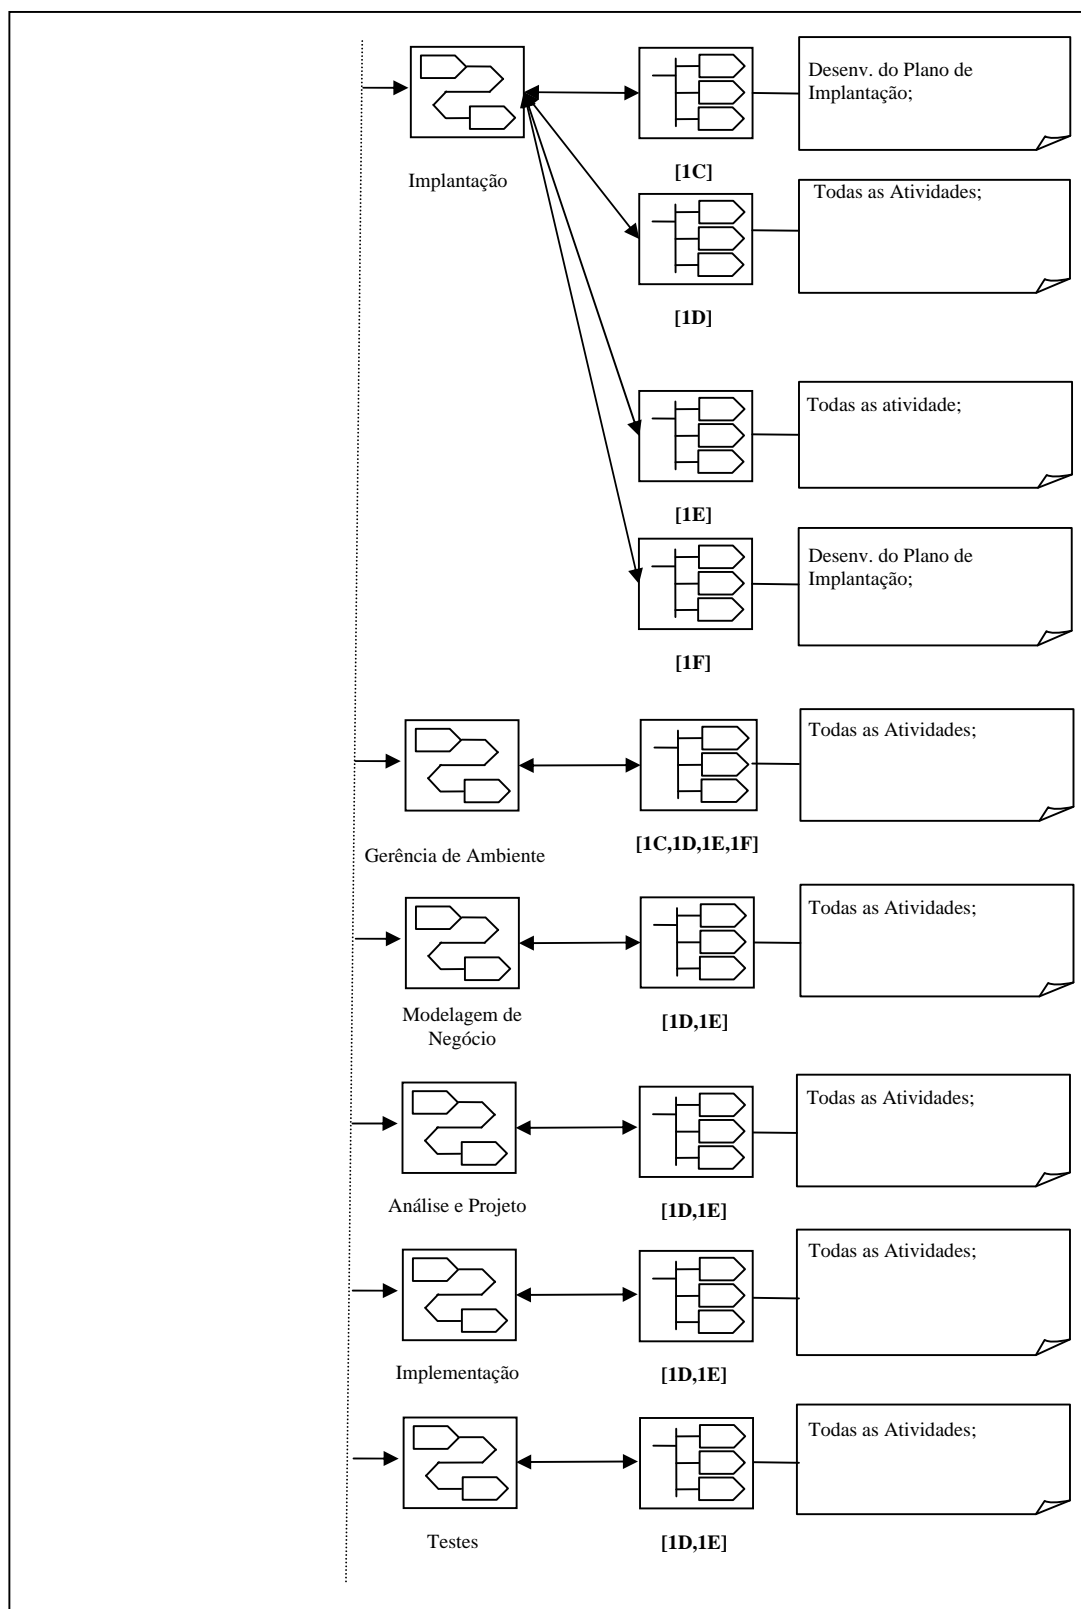 Desenv. do Plano de
Implantação;
Implantação
[1C]
Todas as Atividades;
[1D]
Todas as atividade;
[1E]
Desenv. do Plano de
Implantação;
[1F]
Todas as Atividades;
Gerência de Ambiente
[1C,1D,1E,1F]
Todas as Atividades;
Modelagem de
Negócio
[1D,1E]
Todas as Atividades;
Análise e Projeto
[1D,1E]
Todas as Atividades;
Implementação
[1D,1E]
Todas as Atividades;
Testes
[1D,1E]